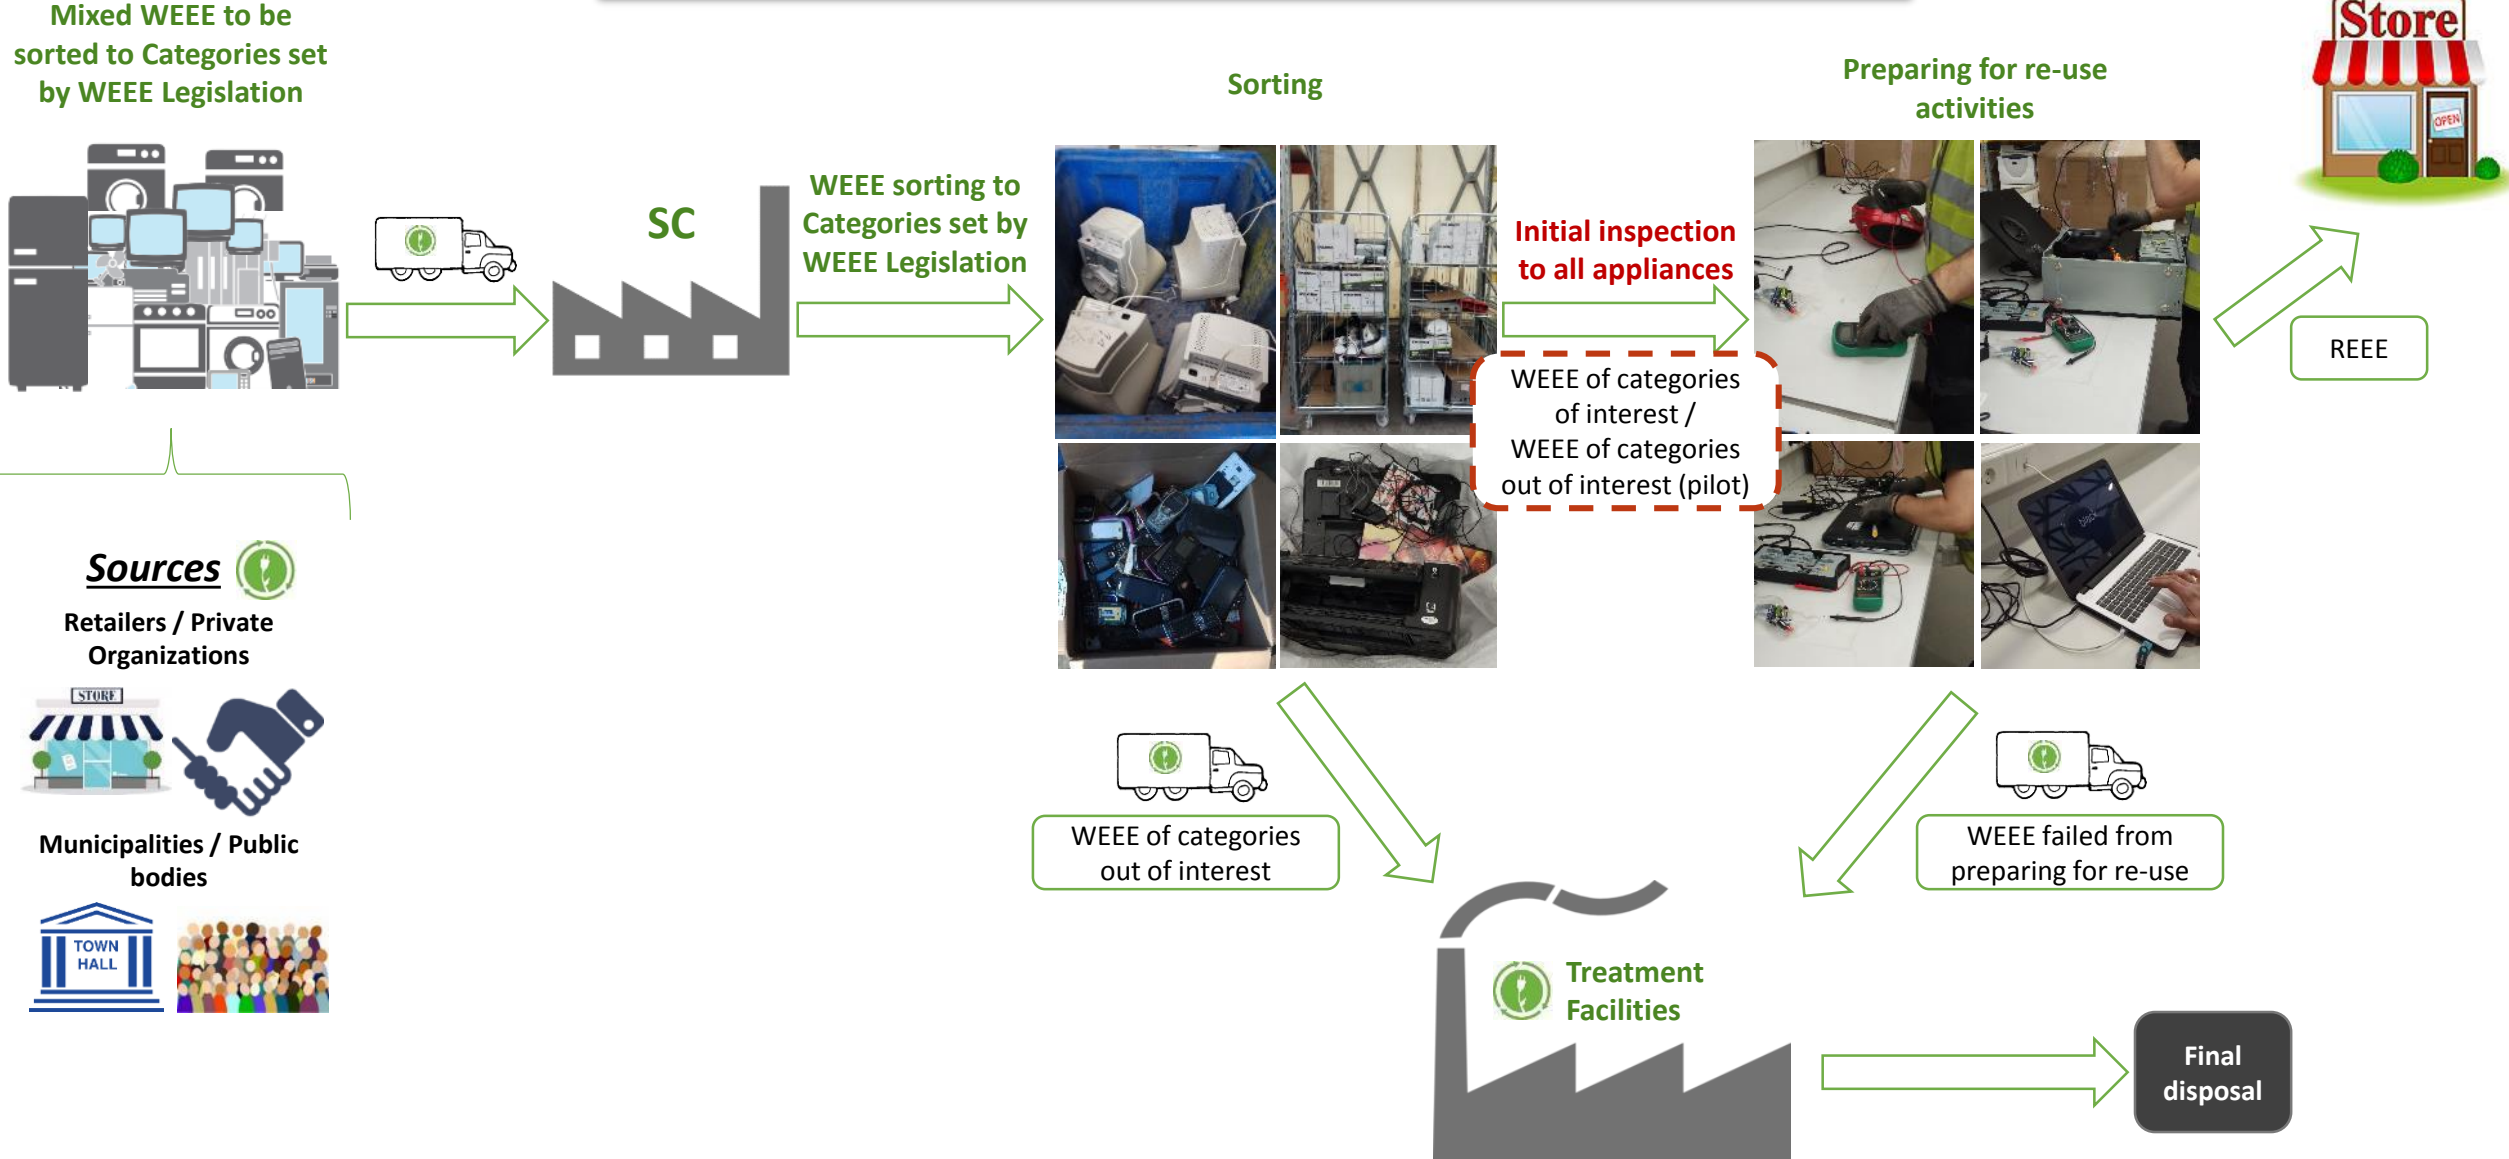 Mixed WEEE to be
sorted to Categories set
by WEEE Legislation
SC
WEEE sorting to
Categories set by
WEEE Legislation
Sorting
Initial inspection
to all appliances
WEEE of categories
of interest /
WEEE of categories
out of interest (pilot)
Preparing for re-use
activities
Store
OPEN
REEE
Sources
Retailers / Private
Organizations
STORE
Municipalities / Public
bodies
TOWN
HALL
WEEE of categories
out of interest
WEEE failed from
preparing for re-use
Treatment
Facilities
Final
disposal